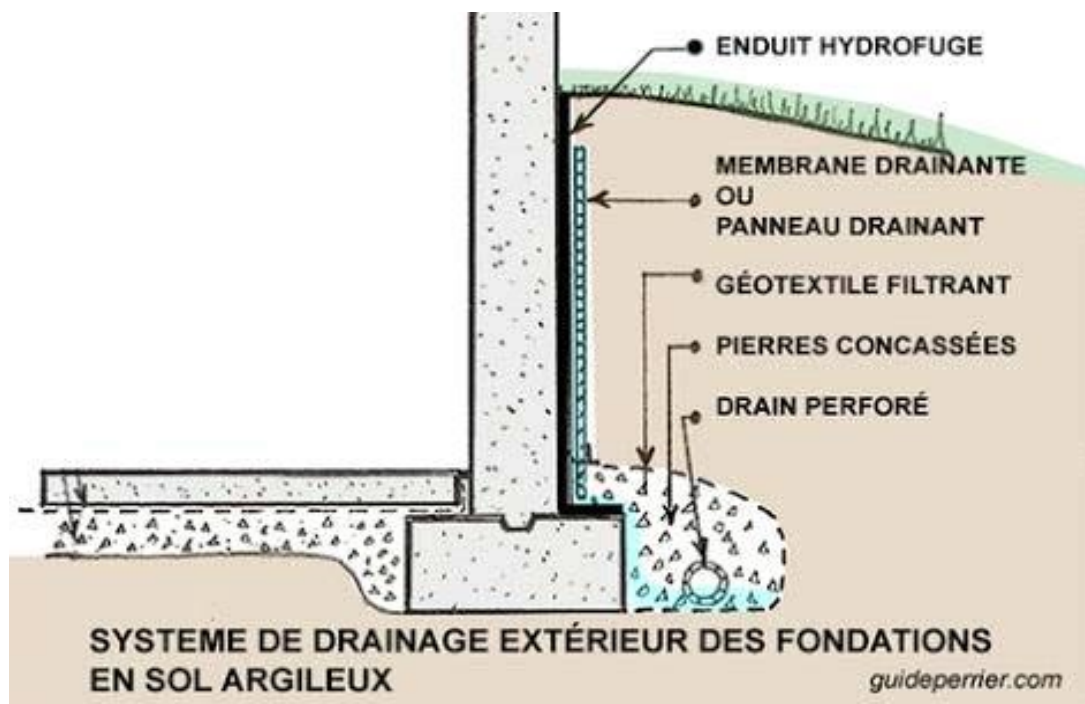 ENDUIT HYDROFUGE
MEMBRANE DRAINANTE
OU
PANNEAU DRAINANT
GÉOTEXTILE FILTRANT
PIERRES CONCASSÉES
DRAIN PERFORÉ
SYSTEME DE DRAINAGE EXTÉRIEUR DES FONDATIONS
EN SOL ARGILEUX
guideperrier.com